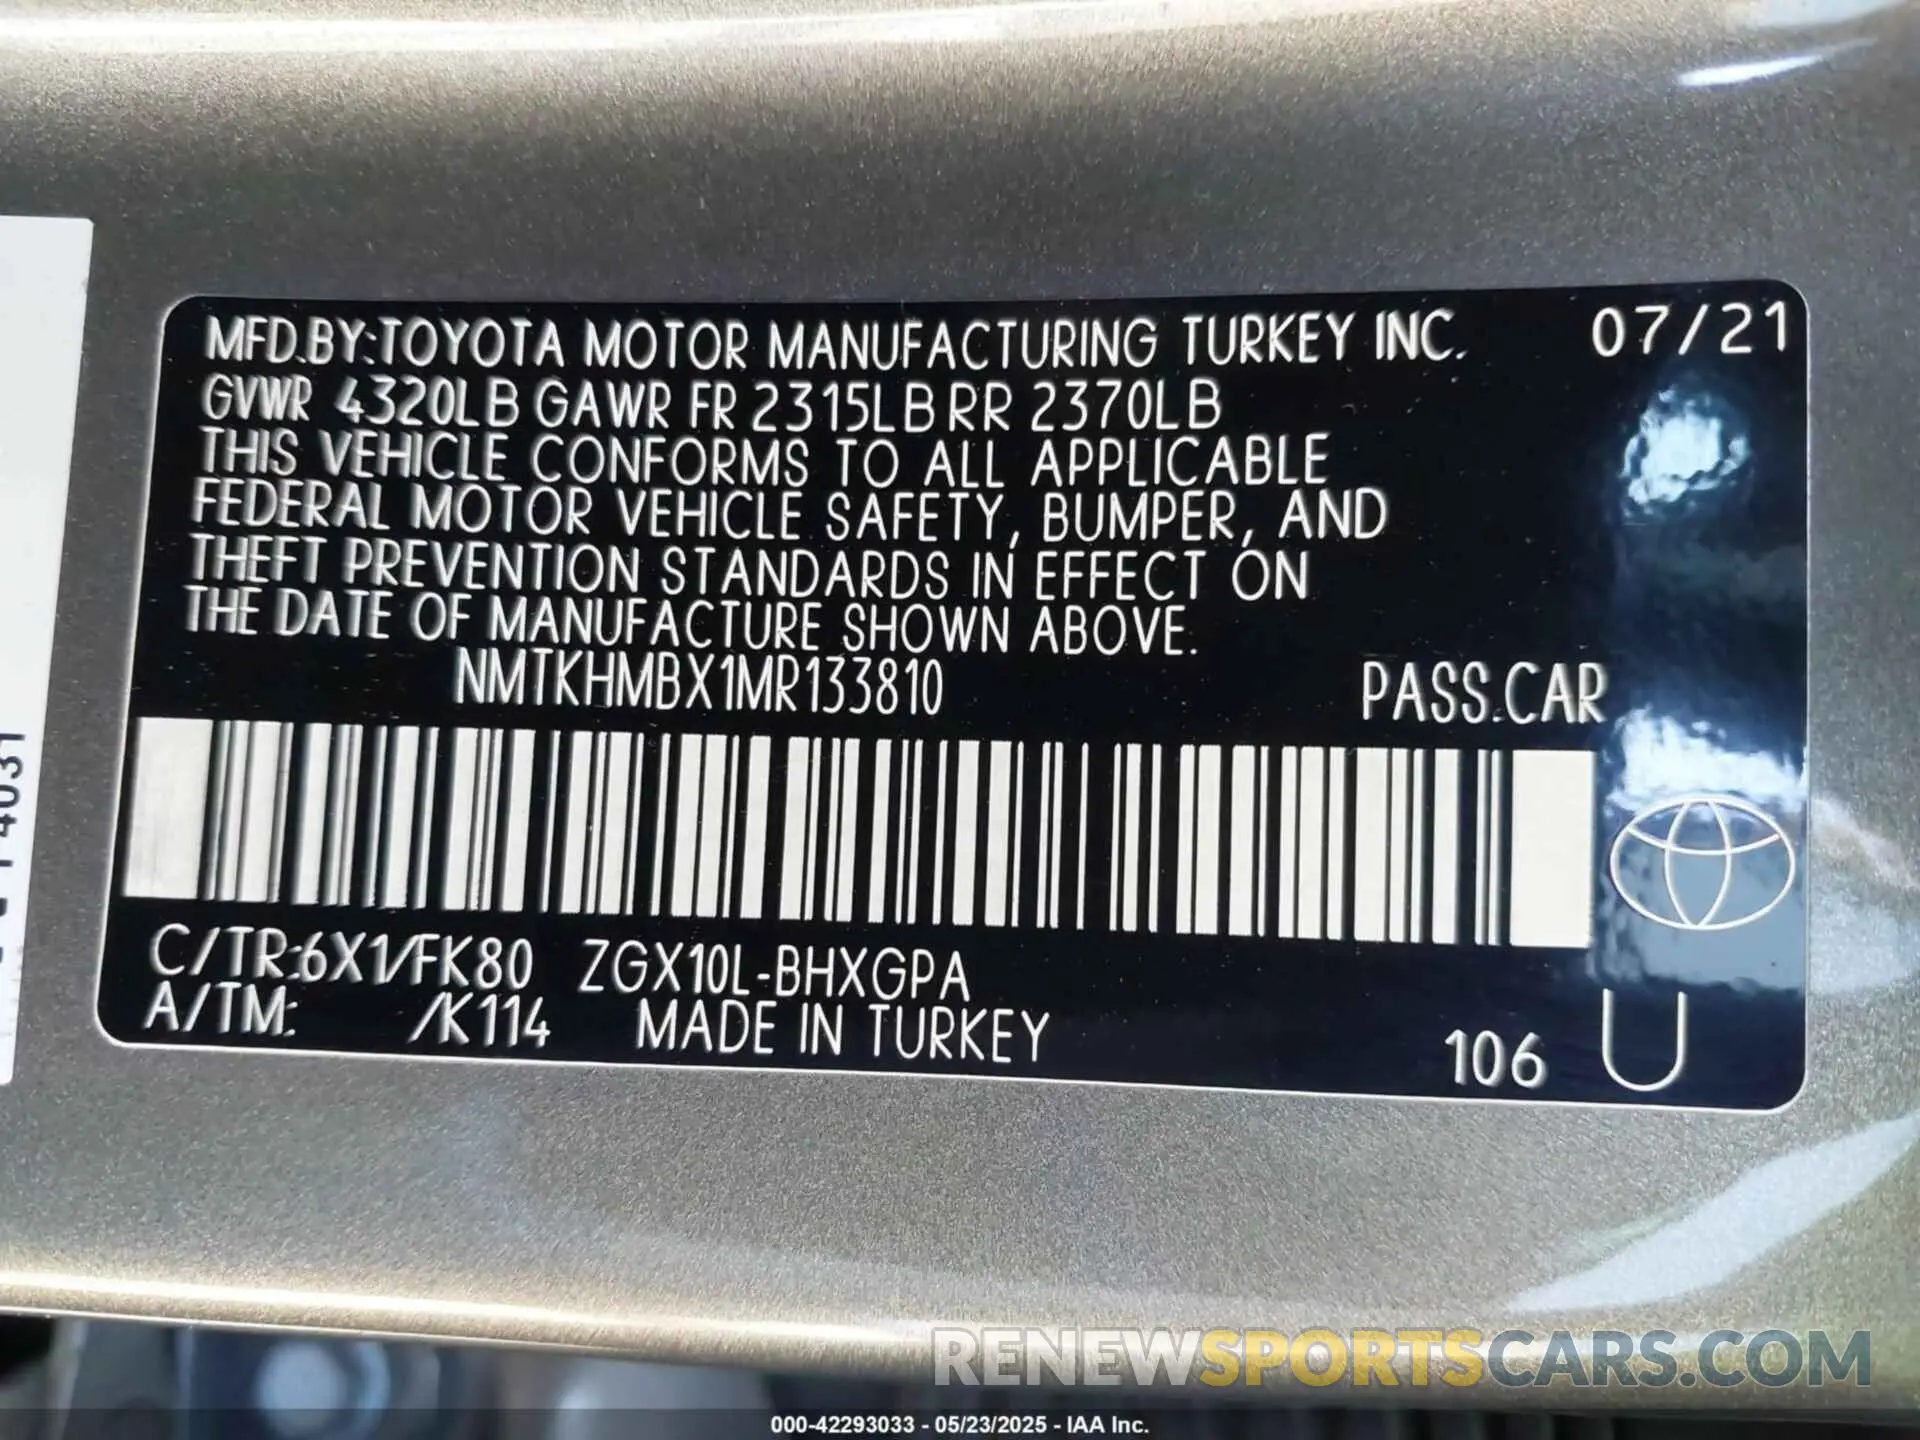 MFD.BY:TOYOTA MOTOR MANUFACTURING TURKEY INC. 07/21
GVWR 4320LB GAWR FR 2315LB RR 2370LB
THIS VEHICLE CONFORMS TO ALL APPLICABLE
FEDERAL MOTOR VEHICLE SAFETY, BUMPER, AND
THEFT PREVENTION STANDARDS IN EFFECT ON
THE DATE OF MANUFACTURE SHOWN ABOVE.
NMTKHMBX1MR133810 PASS.CAR
C/TR:6X1/FK80 ZGX10L-BHXGPA
A/TM: /K114 MADE IN TURKEY 106 U
RENEWSPORTSCARS.COM
000-42293033 - 05/23/2025 - IAA Inc.